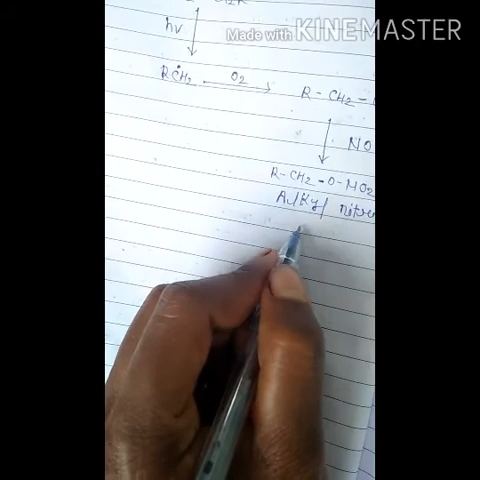 Made with KINEMASTER
hν
RĊH2 O2 R - CH2 -
NO
R-CH2-O-NO2
Alkyl